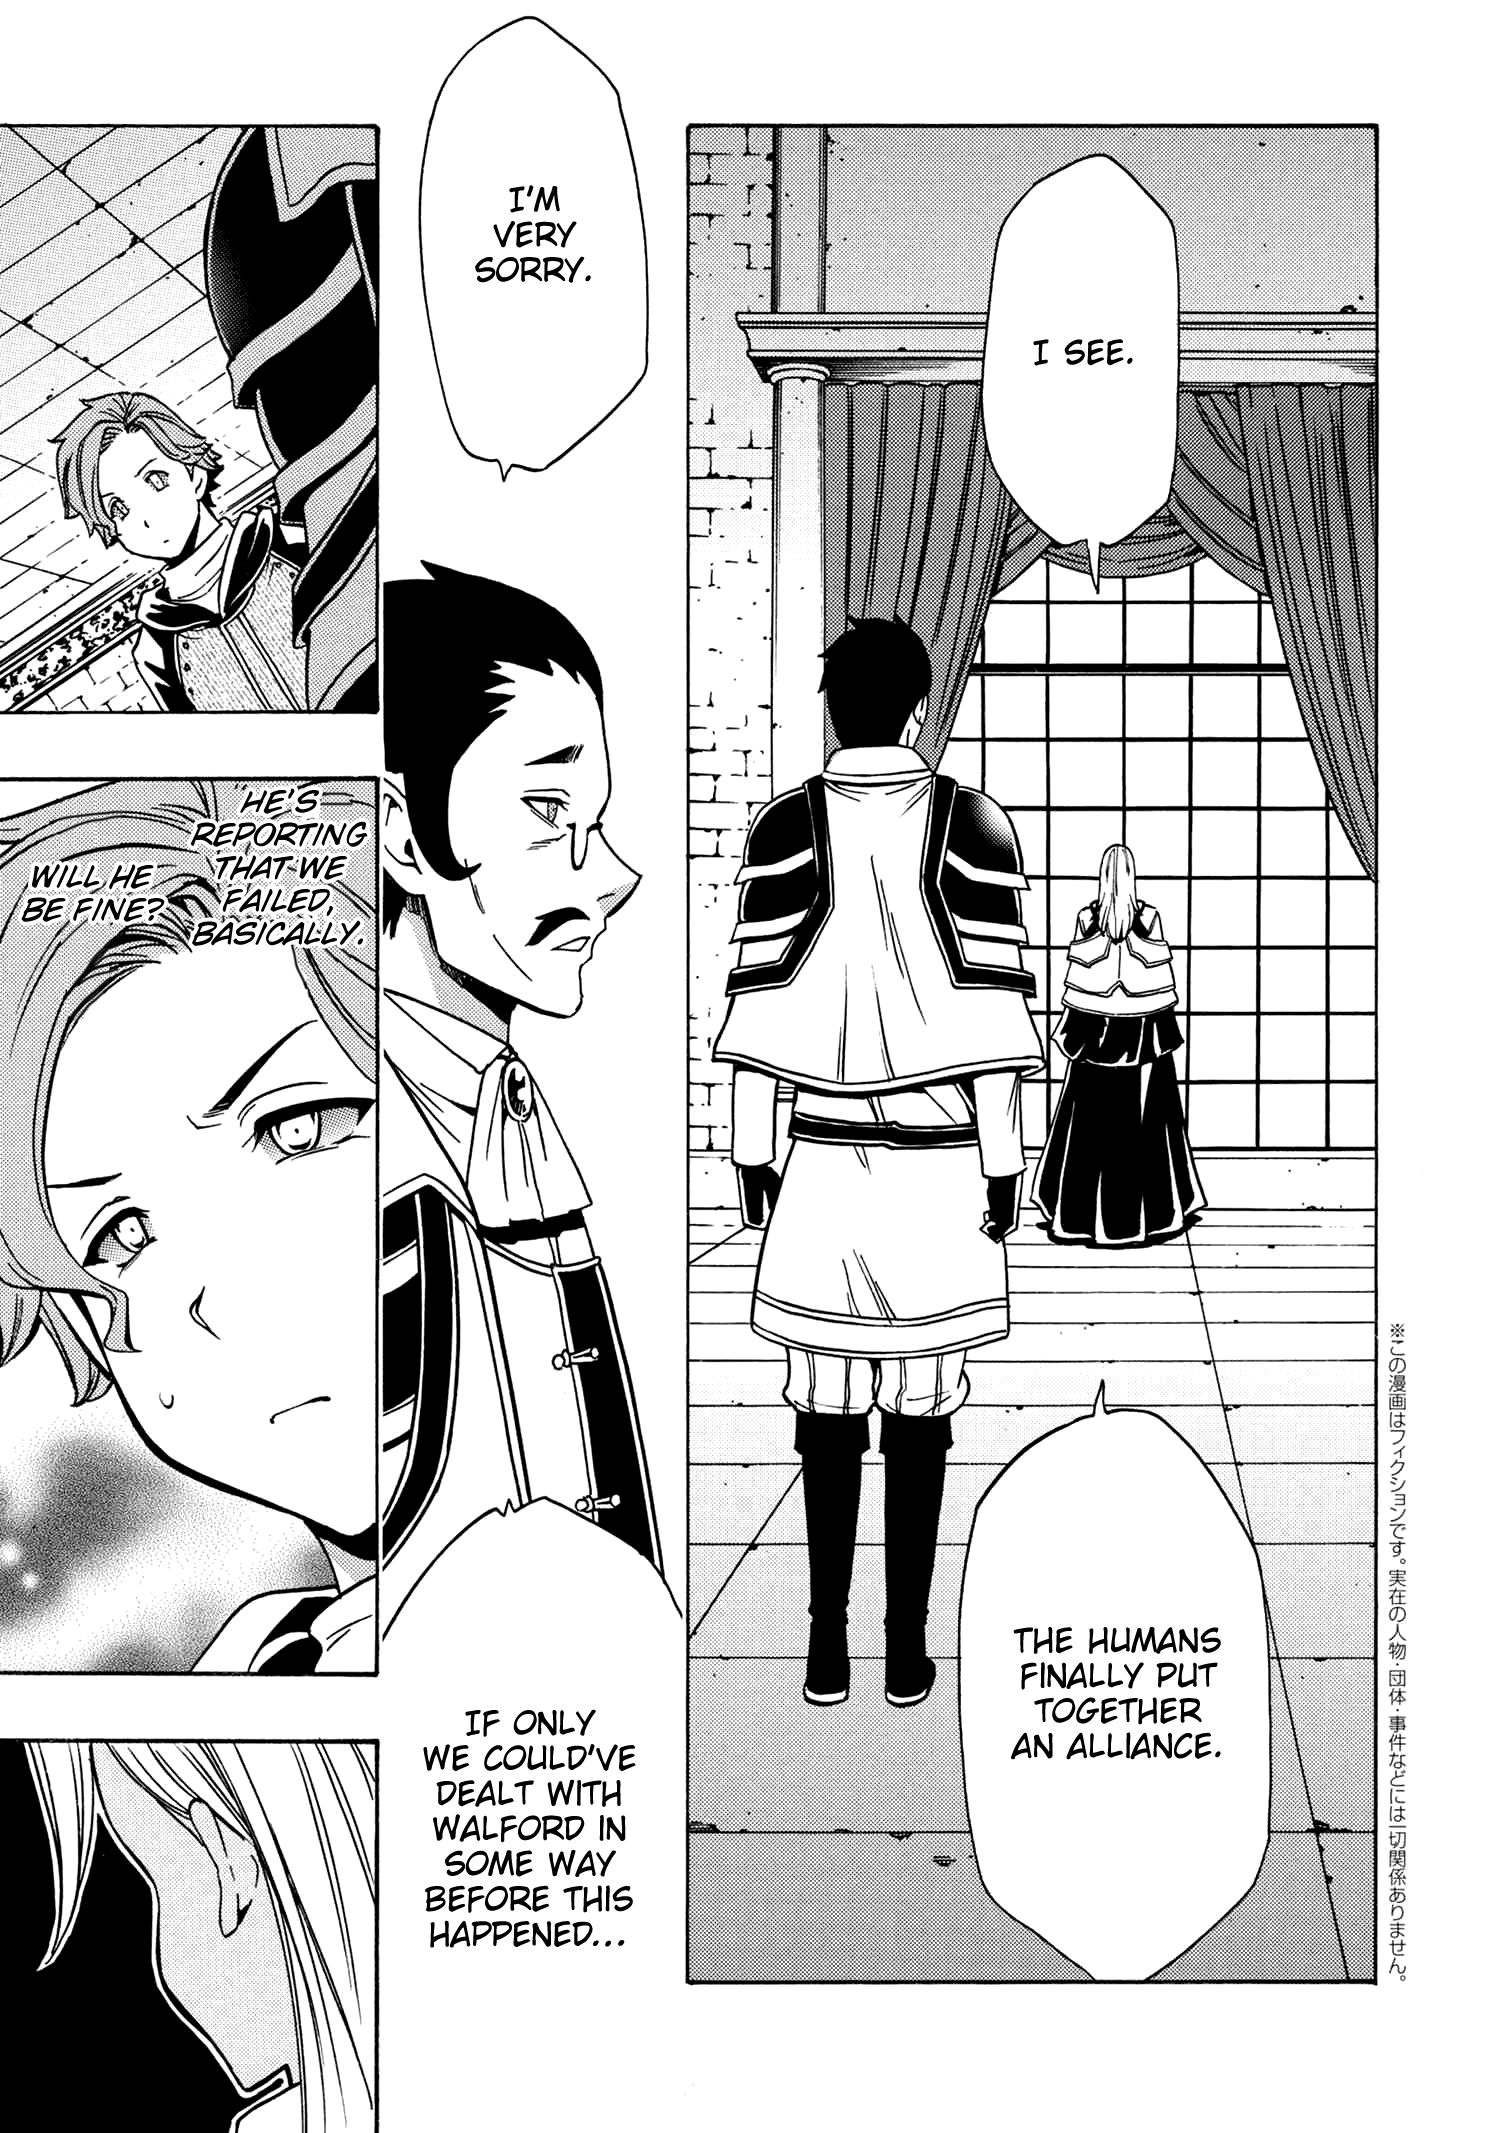 I SEE.
THE HUMANS
FINALLY PUT
TOGETHER
AN ALLIANCE.
※この漫画はフィクションです。実在の人物・団体・事件などには一切関係ありません。
I'M
VERY
SORRY.
IF ONLY
WE COULD'VE
DEALT WITH
WALFORD IN
SOME WAY
BEFORE THIS
HAPPENED...
HE'S
REPORTING
THAT WE
FAILED,
BASICALLY.
WILL HE
BE FINE?